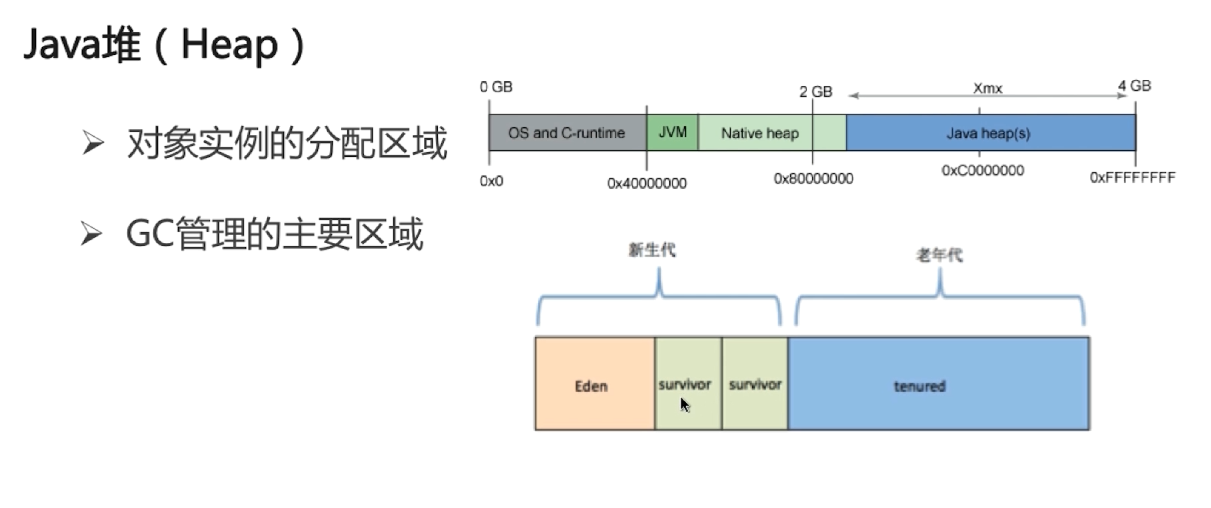 Java堆（Heap）
对象实例的分配区域
GC管理的主要区域
0 GB 2 GB Xmx 4 GB
OS and C-runtime JVM Native heap Java heap(s)
0x0 0x40000000 0x80000000 0xC0000000 0xFFFFFFFF
新生代 老年代
Eden survivor survivor tenured